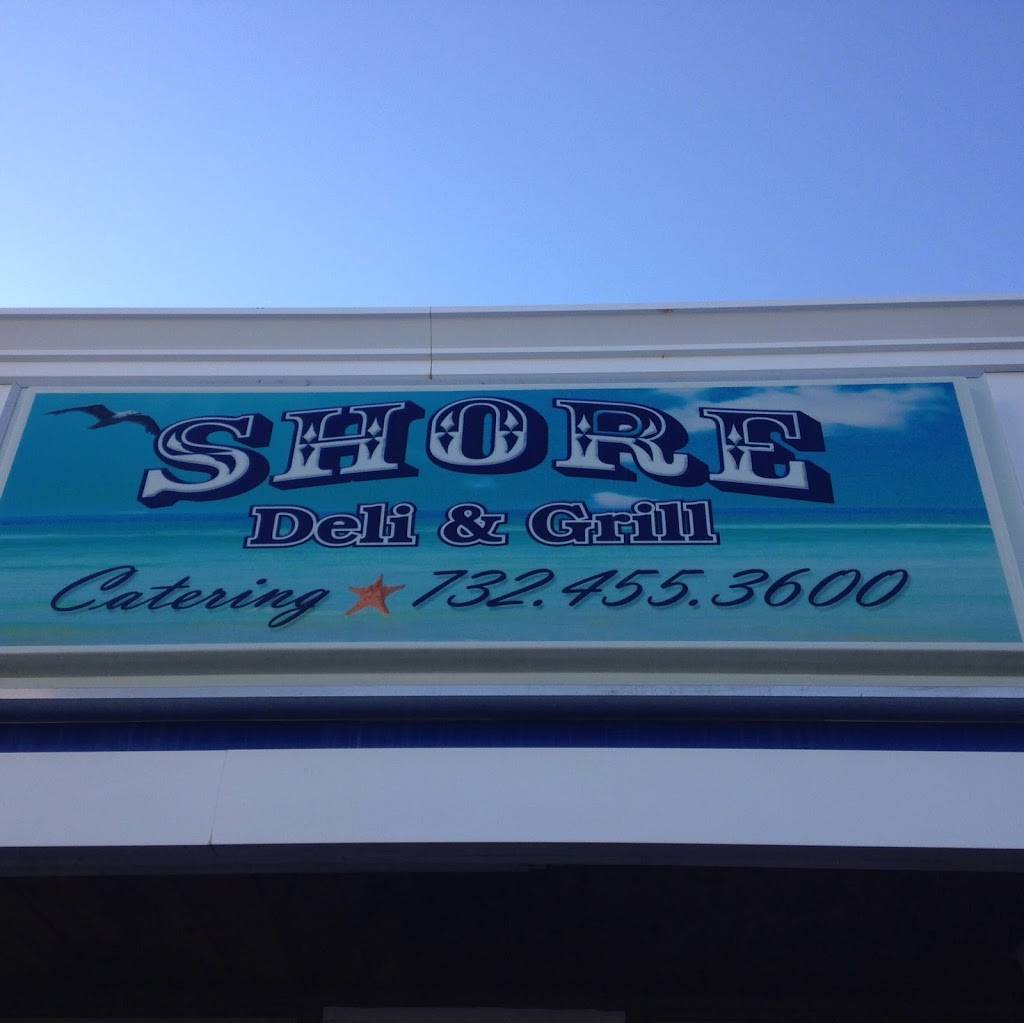 SHORE
Deli & Grill
Catering 732.455.3600